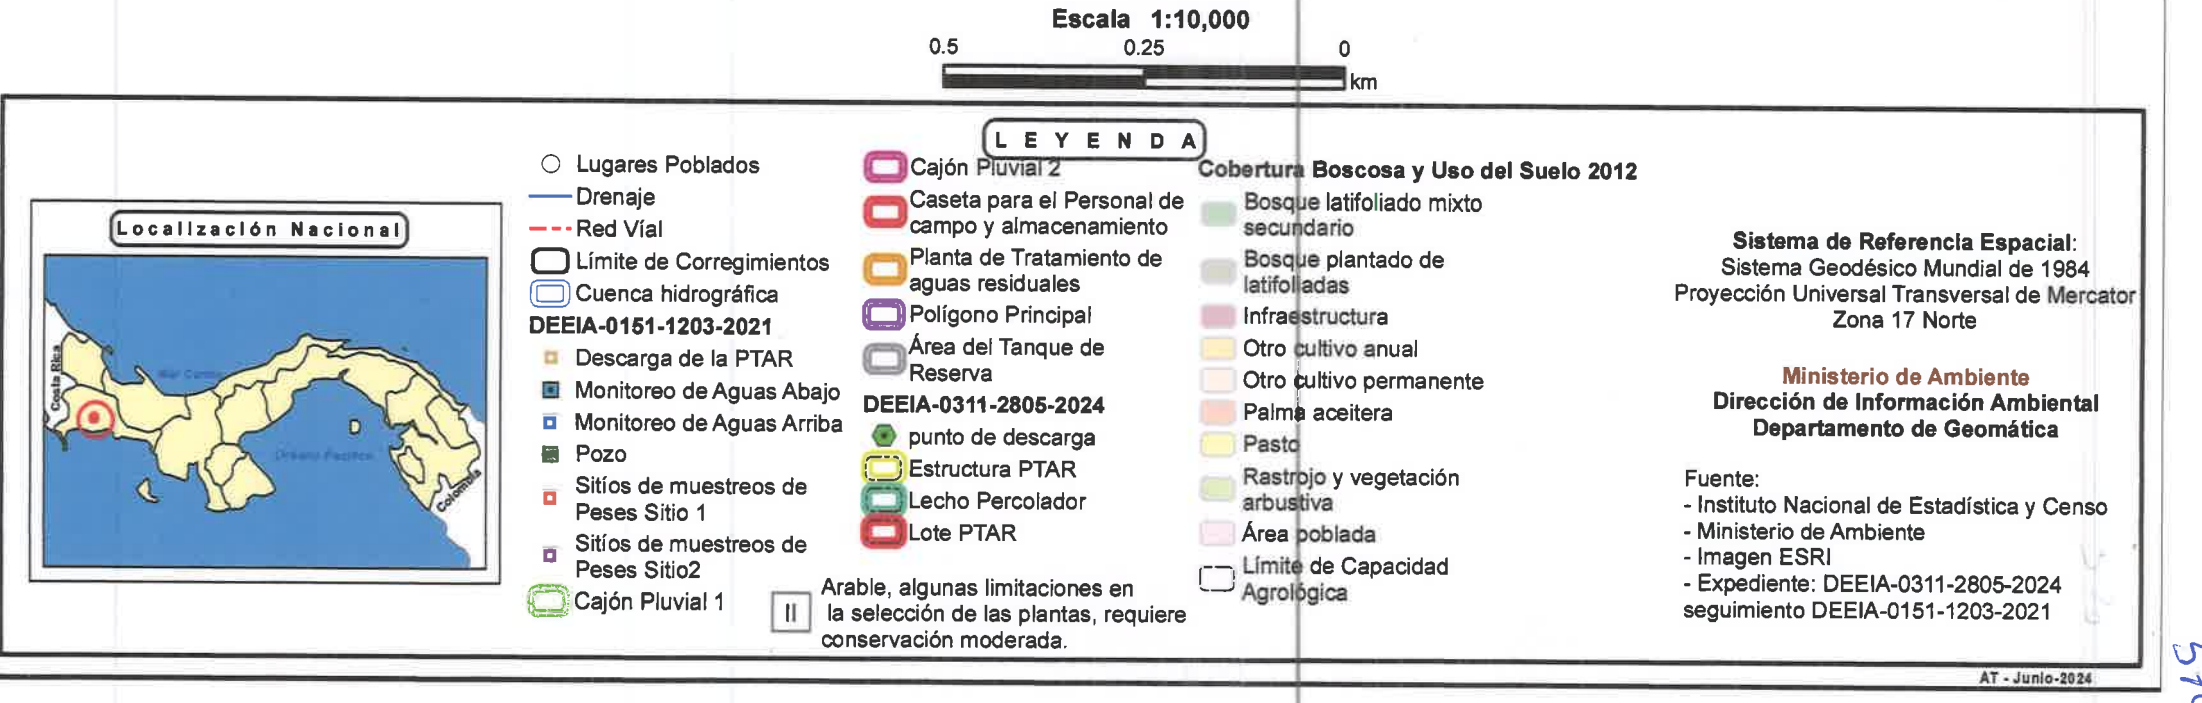 Escala 1:10,000
0.5 0.25 0
km
L E Y E N D A
Localización Nacional
Costa Rica
Colombia
Océano Pacífico
Lugares Poblados
Drenaje
Red Víal
Límite de Corregimientos
Cuenca hidrográfica
DEEIA-0151-1203-2021
Descarga de la PTAR
Monitoreo de Aguas Abajo
Monitoreo de Aguas Arriba
Pozo
Sitíos de muestreos de
Peses Sitio 1
Sitíos de muestreos de
Peses Sitio2
Cajón Pluvial 1
Cajón Pluvial 2
Caseta para el Personal de
campo y almacenamiento
Planta de Tratamiento de
aguas residuales
Polígono Principal
Área del Tanque de
Reserva
DEEIA-0311-2805-2024
punto de descarga
Estructura PTAR
Lecho Percolador
Lote PTAR
II
Arable, algunas limitaciones en
la selección de las plantas, requiere
conservación moderada.
Cobertura Boscosa y Uso del Suelo 2012
Bosque latifoliado mixto
secundario
Bosque plantado de
latifoliadas
Infraestructura
Otro cultivo anual
Otro cultivo permanente
Palma aceitera
Pasto
Rastrojo y vegetación
arbustiva
Área poblada
Límite de Capacidad
Agrológica
Sistema de Referencia Espacial:
Sistema Geodésico Mundial de 1984
Proyección Universal Transversal de Mercator
Zona 17 Norte
Ministerio de Ambiente
Dirección de Información Ambiental
Departamento de Geomática
Fuente:
- Instituto Nacional de Estadística y Censo
- Ministerio de Ambiente
- Imagen ESRI
- Expediente: DEEIA-0311-2805-2024
seguimiento DEEIA-0151-1203-2021
AT - Junio-2024